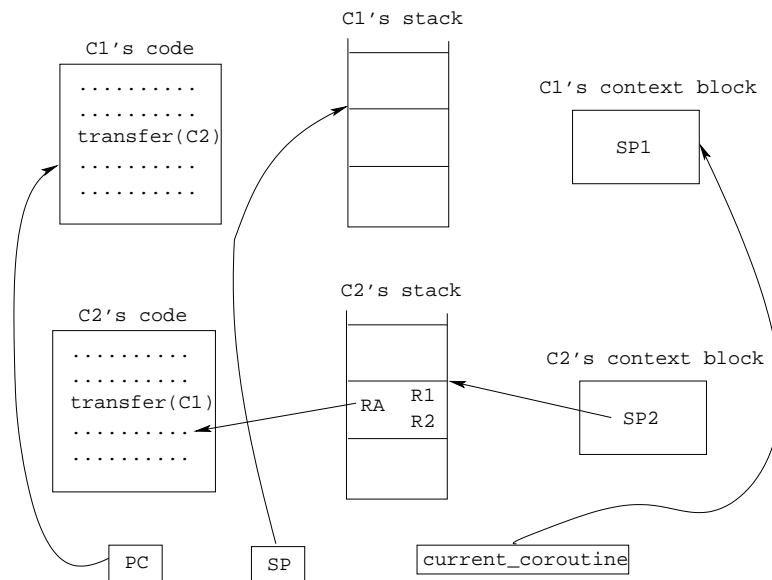 C1's stack
C1's code
..........
..........
transfer(C2)
..........
..........
C1's context block
SP1
C2's stack
C2's code
..........
..........
transfer(C1)
..........
..........
RA
R1
R2
C2's context block
SP2
PC
SP
current_coroutine